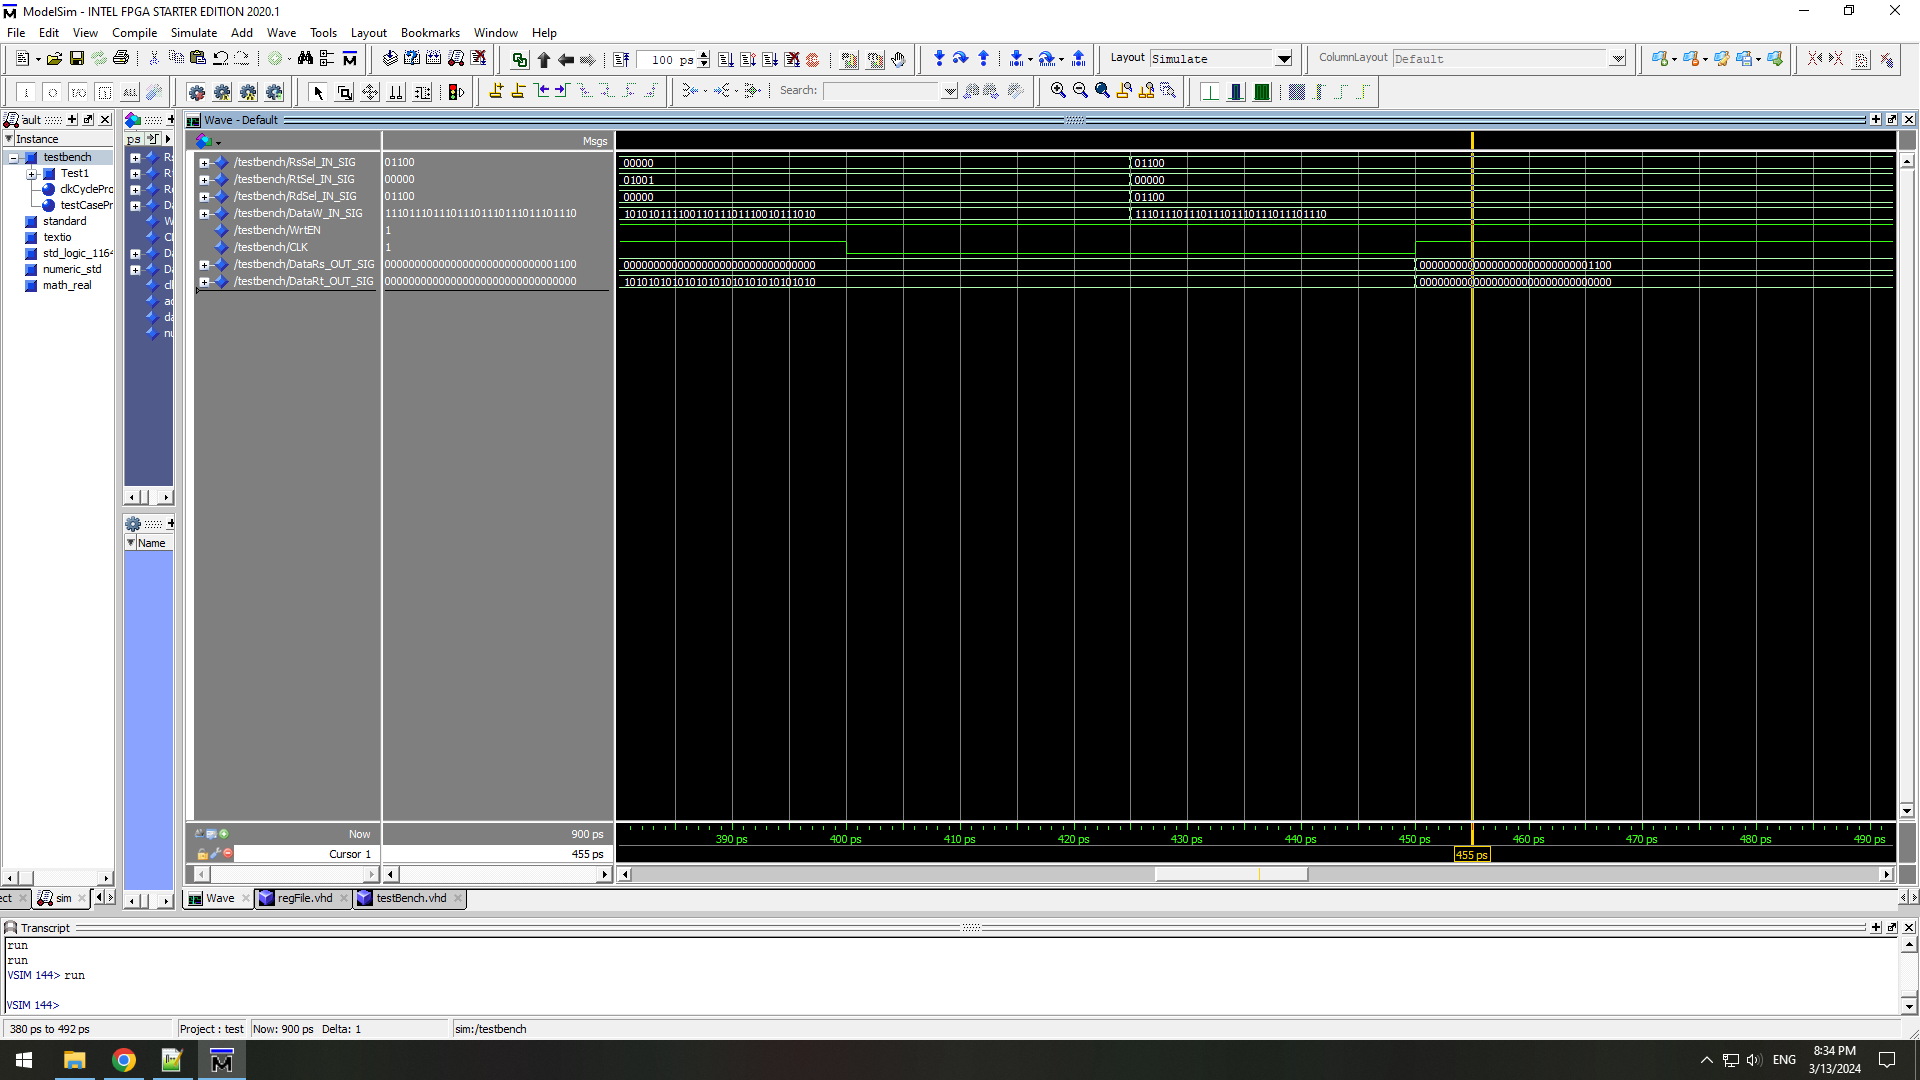 ModelSim - INTEL FPGA STARTER EDITION 2020.1
File Edit View Compile Simulate Add Wave Tools Layout Bookmarks Window Help
100 ps
Layout Simulate
ColumnLayout Default
Search:
ault
Wave - Default
ps
Instance
Msgs
testbench
Test1
clkCyclePro
testCasePr
standard
textio
std_logic_1164
numeric_std
math_real
/testbench/RsSel_IN_SIG 01100 00000 01100
/testbench/RtSel_IN_SIG 00000 01001 00000
/testbench/RdSel_IN_SIG 01100 00000 01100
/testbench/DataW_IN_SIG 11101110111011101110111011101110 10101011110011011101110010111010 11101110111011101110111011101110
/testbench/WrtEN 1
/testbench/CLK 1
/testbench/DataRs_OUT_SIG 00000000000000000000000000001100 00000000000000000000000000000000 00000000000000000000000000001100
/testbench/DataRt_OUT_SIG 00000000000000000000000000000000 10101010101010101010101010101010 00000000000000000000000000000000
Name
Now 900 ps
390 ps 400 ps 410 ps 420 ps 430 ps 440 ps 450 ps 460 ps 470 ps 480 ps 490 ps
Cursor 1 455 ps
455 ps
ect sim
Wave regFile.vhd testBench.vhd
Transcript
run
run
VSIM 144> run
VSIM 144>
380 ps to 492 ps Project : test Now: 900 ps Delta: 1 sim:/testbench
ENG
8:34 PM
3/13/2024